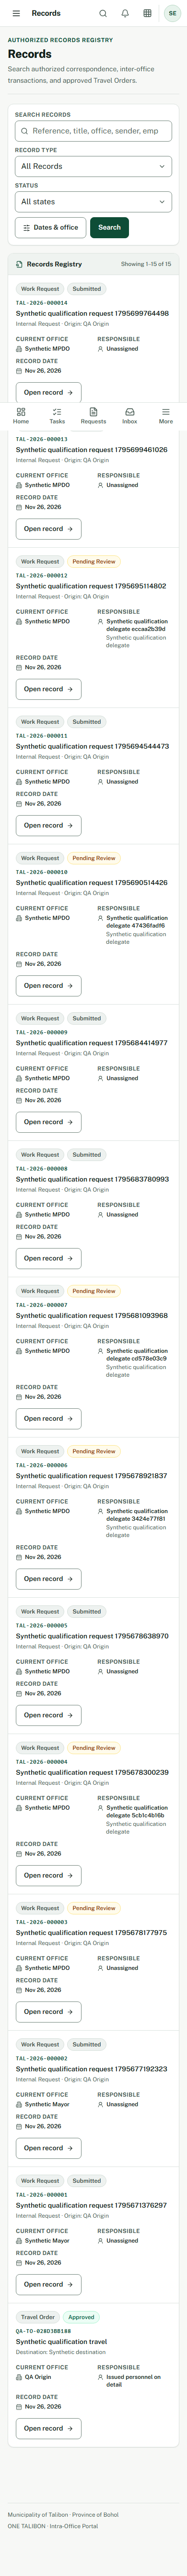 Records
SE
AUTHORIZED RECORDS REGISTRY
Records
Search authorized correspondence, inter-office
transactions, and approved Travel Orders.
SEARCH RECORDS
Reference, title, office, sender, emp
RECORD TYPE
All Records
STATUS
All states
Dates & office
Search
Records Registry
Showing 1–15 of 15
Work Request
Submitted
TAL-2026-000014
Synthetic qualification request 1795699764498
Internal Request · Origin: QA Origin
CURRENT OFFICE
RESPONSIBLE
Synthetic MPDO
Unassigned
RECORD DATE
Nov 26, 2026
Open record
Home
Tasks
Requests
Inbox
More
TAL-2026-000013
Synthetic qualification request 1795699461026
Internal Request · Origin: QA Origin
CURRENT OFFICE
RESPONSIBLE
Synthetic MPDO
Unassigned
RECORD DATE
Nov 26, 2026
Open record
Work Request
Pending Review
TAL-2026-000012
Synthetic qualification request 1795695114802
Internal Request · Origin: QA Origin
CURRENT OFFICE
RESPONSIBLE
Synthetic MPDO
Synthetic qualification
delegate eccaa2b39d
Synthetic qualification
delegate
RECORD DATE
Nov 26, 2026
Open record
Work Request
Submitted
TAL-2026-000011
Synthetic qualification request 1795694544473
Internal Request · Origin: QA Origin
CURRENT OFFICE
RESPONSIBLE
Synthetic MPDO
Unassigned
RECORD DATE
Nov 26, 2026
Open record
Work Request
Pending Review
TAL-2026-000010
Synthetic qualification request 1795690514426
Internal Request · Origin: QA Origin
CURRENT OFFICE
RESPONSIBLE
Synthetic MPDO
Synthetic qualification
delegate 47436fadf6
Synthetic qualification
delegate
RECORD DATE
Nov 26, 2026
Open record
Work Request
Submitted
TAL-2026-000009
Synthetic qualification request 1795684414977
Internal Request · Origin: QA Origin
CURRENT OFFICE
RESPONSIBLE
Synthetic MPDO
Unassigned
RECORD DATE
Nov 26, 2026
Open record
Work Request
Submitted
TAL-2026-000008
Synthetic qualification request 1795683780993
Internal Request · Origin: QA Origin
CURRENT OFFICE
RESPONSIBLE
Synthetic MPDO
Unassigned
RECORD DATE
Nov 26, 2026
Open record
Work Request
Pending Review
TAL-2026-000007
Synthetic qualification request 1795681093968
Internal Request · Origin: QA Origin
CURRENT OFFICE
RESPONSIBLE
Synthetic MPDO
Synthetic qualification
delegate cd578e03c9
Synthetic qualification
delegate
RECORD DATE
Nov 26, 2026
Open record
Work Request
Pending Review
TAL-2026-000006
Synthetic qualification request 1795678921837
Internal Request · Origin: QA Origin
CURRENT OFFICE
RESPONSIBLE
Synthetic MPDO
Synthetic qualification
delegate 3424e77f81
Synthetic qualification
delegate
RECORD DATE
Nov 26, 2026
Open record
Work Request
Submitted
TAL-2026-000005
Synthetic qualification request 1795678638970
Internal Request · Origin: QA Origin
CURRENT OFFICE
RESPONSIBLE
Synthetic MPDO
Unassigned
RECORD DATE
Nov 26, 2026
Open record
Work Request
Pending Review
TAL-2026-000004
Synthetic qualification request 1795678300239
Internal Request · Origin: QA Origin
CURRENT OFFICE
RESPONSIBLE
Synthetic MPDO
Synthetic qualification
delegate 5cb1c4b16b
Synthetic qualification
delegate
RECORD DATE
Nov 26, 2026
Open record
Work Request
Pending Review
TAL-2026-000003
Synthetic qualification request 1795678177975
Internal Request · Origin: QA Origin
CURRENT OFFICE
RESPONSIBLE
Synthetic MPDO
Unassigned
RECORD DATE
Nov 26, 2026
Open record
Work Request
Submitted
TAL-2026-000002
Synthetic qualification request 1795677192323
Internal Request · Origin: QA Origin
CURRENT OFFICE
RESPONSIBLE
Synthetic Mayor
Unassigned
RECORD DATE
Nov 26, 2026
Open record
Work Request
Submitted
TAL-2026-000001
Synthetic qualification request 1795671376297
Internal Request · Origin: QA Origin
CURRENT OFFICE
RESPONSIBLE
Synthetic Mayor
Unassigned
RECORD DATE
Nov 26, 2026
Open record
Travel Order
Approved
QA-TO-028D3BB188
Synthetic qualification travel
Destination: Synthetic destination
CURRENT OFFICE
RESPONSIBLE
QA Origin
Issued personnel on
detail
RECORD DATE
Nov 26, 2026
Open record
Municipality of Talibon · Province of Bohol
ONE TALIBON · Intra-Office Portal